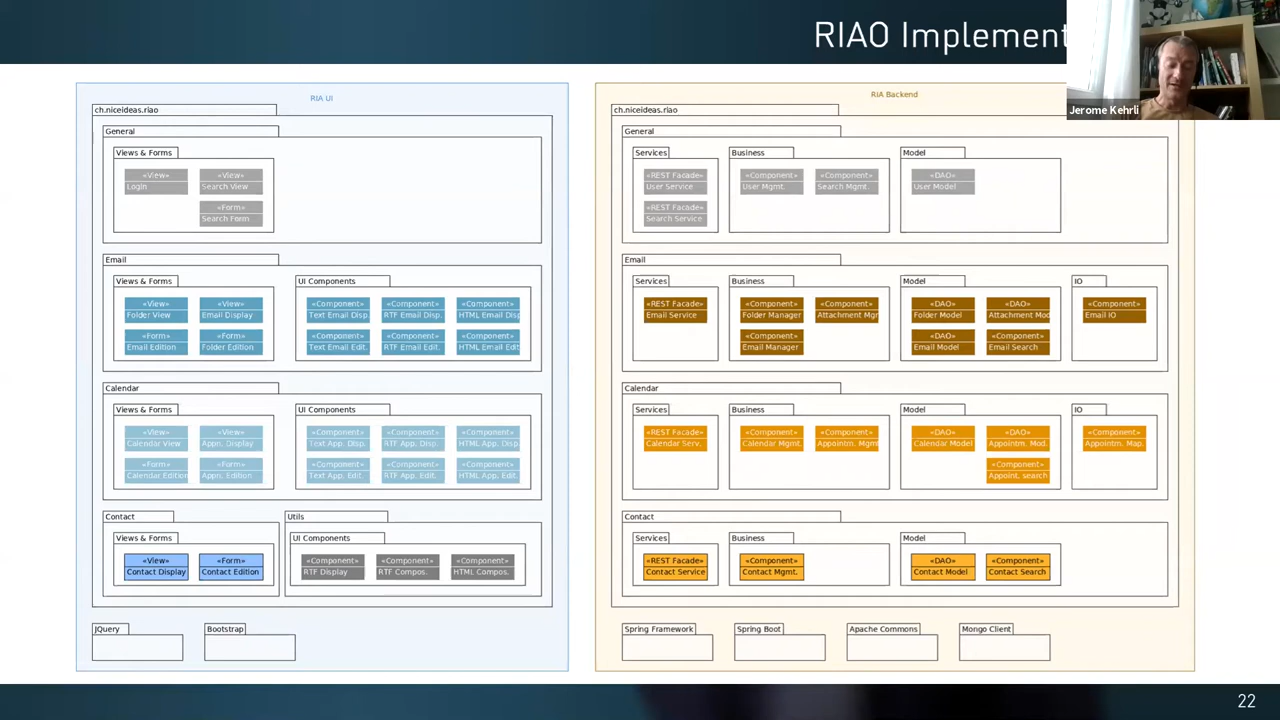 RIAO Implement
Jerome Kehrli
RIA UI
ch.niceideas.riao
General
Views & Forms
«View»
Login
«View»
Search View
«Form»
Search Form
Email
Views & Forms
«View»
Folder View
«View»
Email Display
«Form»
Email Edition
«Form»
Folder Edition
UI Components
«Component»
Text Email Disp.
«Component»
RTF Email Disp.
«Component»
HTML Email Disp
«Component»
Text Email Edit.
«Component»
RTF Email Edit.
«Component»
HTML Email Edit
Calendar
Views & Forms
«View»
Calendar View
«View»
Appn. Display
«Form»
Calendar Edition
«Form»
Appn. Edition
UI Components
«Component»
Text App. Disp.
«Component»
RTF App. Disp.
«Component»
HTML App. Disp
«Component»
Text App. Edit.
«Component»
RTF App. Edit.
«Component»
HTML App. Edit
Contact
Views & Forms
«View»
Contact Display
«Form»
Contact Edition
Utils
UI Components
«Component»
RTF Display
«Component»
RTF Compos.
«Component»
HTML Compos.
JQuery
Bootstrap
RIA Backend
ch.niceideas.riao
General
Services
«REST Facade»
User Service
«REST Facade»
Search Service
Business
«Component»
User Mgmt.
«Component»
Search Mgmt.
Model
«DAO»
User Model
Email
Services
«REST Facade»
Email Service
Business
«Component»
Folder Manager
«Component»
Attachment Mgr
«Component»
Email Manager
Model
«DAO»
Folder Model
«DAO»
Attachment Mod
«DAO»
Email Model
«Component»
Email Search
IO
«Component»
Email IO
Calendar
Services
«REST Facade»
Calendar Serv.
Business
«Component»
Calendar Mgmt.
«Component»
Appointm. Mgmt
Model
«DAO»
Calendar Model
«DAO»
Appointm. Mod.
«Component»
Appoint. search
IO
«Component»
Appointm. Map.
Contact
Services
«REST Facade»
Contact Service
Business
«Component»
Contact Mgmt.
Model
«DAO»
Contact Model
«Component»
Contact Search
Spring Framework
Spring Boot
Apache Commons
Mongo Client
22